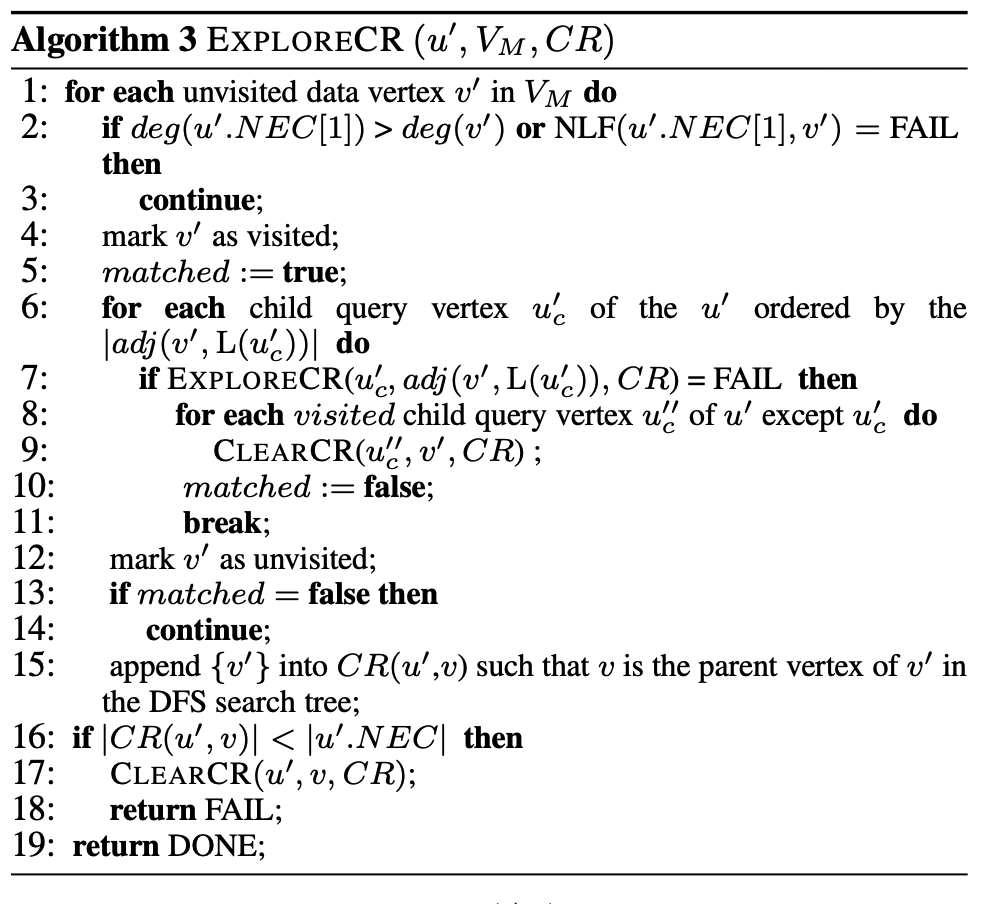 Algorithm 3 EXPLORECR (u′, V_M, CR)
1: for each unvisited data vertex v′ in V_M do
2: if deg(u′.NEC[1]) > deg(v′) or NLF(u′.NEC[1], v′) = FAIL
then
3: continue;
4: mark v′ as visited;
5: matched := true;
6: for each child query vertex u′_c of the u′ ordered by the
|adj(v′, L(u′_c))| do
7: if EXPLORECR(u′_c, adj(v′, L(u′_c)), CR) = FAIL then
8: for each visited child query vertex u″_c of u′ except u′_c do
9: CLEARCR(u″_c, v′, CR) ;
10: matched := false;
11: break;
12: mark v′ as unvisited;
13: if matched = false then
14: continue;
15: append {v′} into CR(u′,v) such that v is the parent vertex of v′ in
the DFS search tree;
16: if |CR(u′, v)| < |u′.NEC| then
17: CLEARCR(u′, v, CR);
18: return FAIL;
19: return DONE;